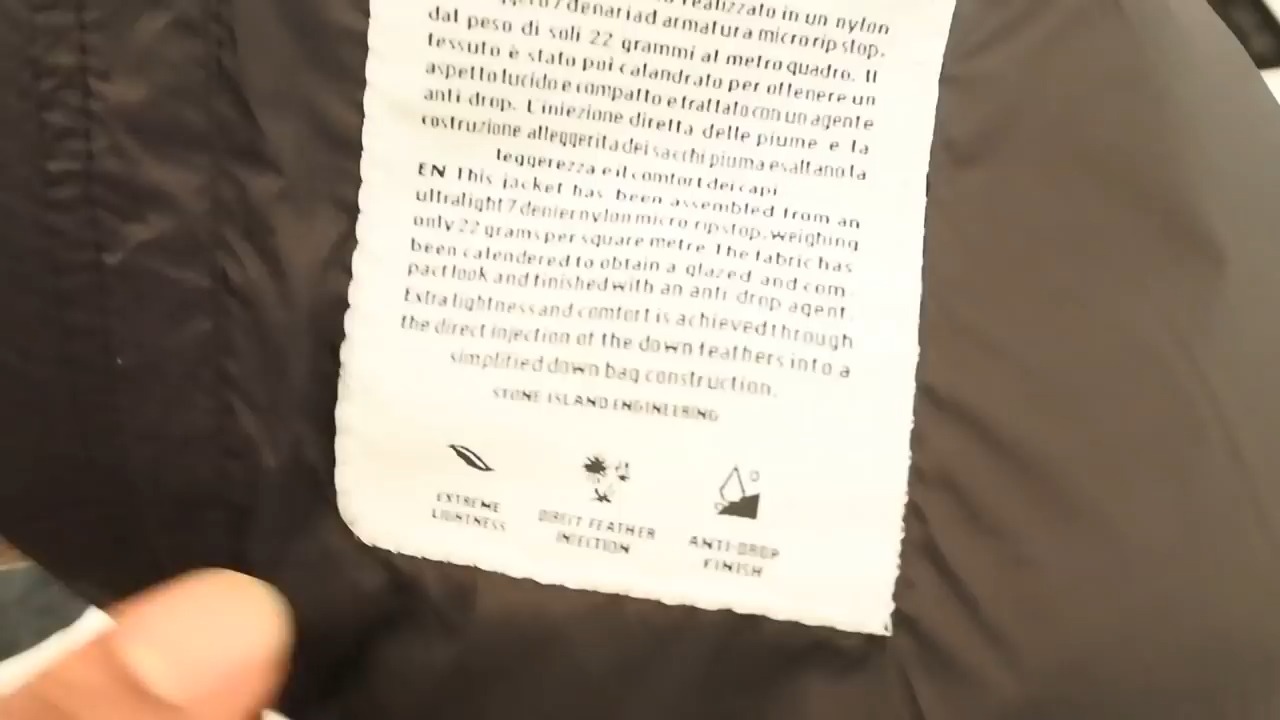 realizzato in un nylon
7 denari ad armatura micro rip stop,
dal peso di soli 22 grammi al metro quadro. Il
tessuto è stato poi calandrato per ottenere un
aspetto lucido e compatto e trattato con un agente
anti-drop. L'iniezione diretta delle piume e la
costruzione alleggerita dei sacchi piuma esaltano la
leggerezza e il comfort dei capi
EN This jacket has been assembled from an
ultralight 7 denier nylon micro ripstop, weighing
only 22 grams per square metre. The fabric has
been calendered to obtain a glazed and com-
pact look and finished with an anti drop agent.
Extra lightness and comfort is achieved through
the direct injection of the down feathers into a
simplified down bag construction.
STONE ISLAND ENGINEERING
EXTREME
LIGHTNESS
DIRECT FEATHER
INJECTION
ANTI-DROP
FINISH